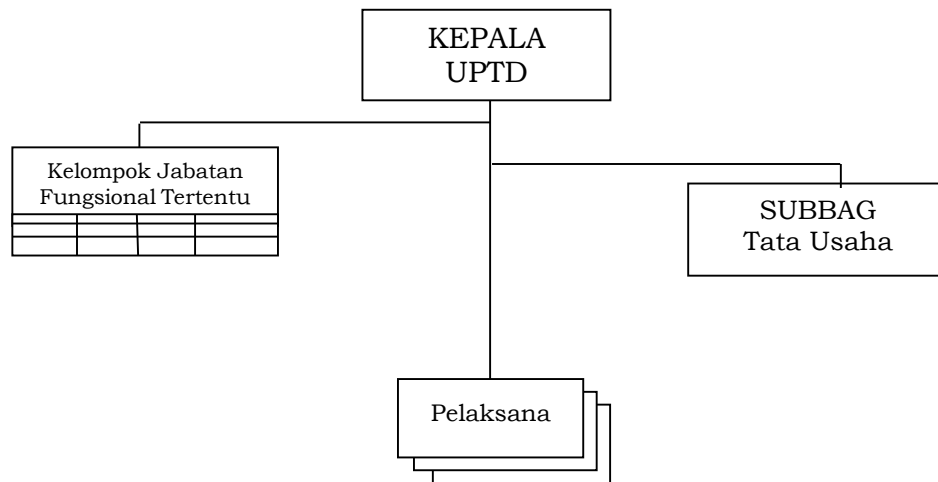 KEPALA
UPTD
Kelompok Jabatan
Fungsional Tertentu
SUBBAG
Tata Usaha
Pelaksana